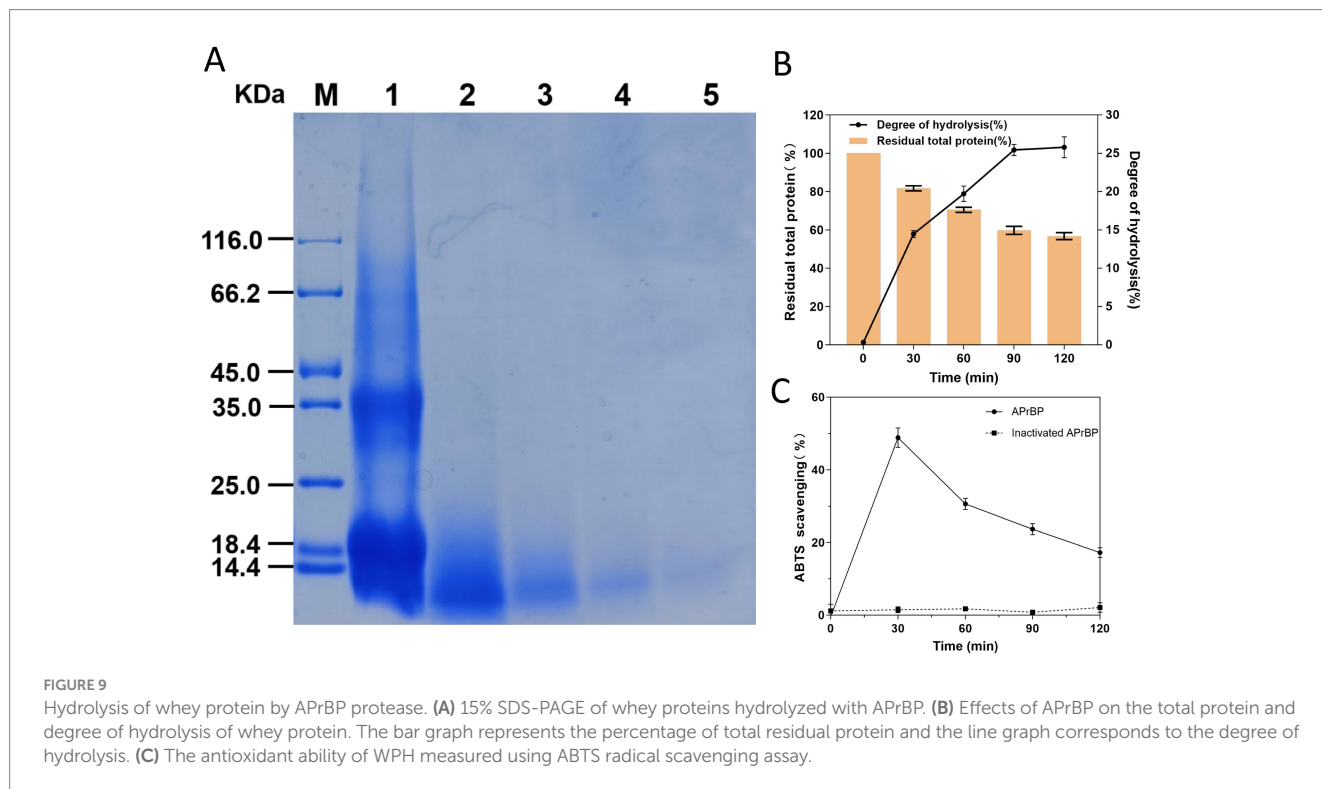 A
KDa M 1 2 3 4 5
116.0
66.2
45.0
35.0
25.0
18.4
14.4
B
Degree of hydrolysis(%)
Residual total protein(%)
Residual total protein（%）
120
100
80
60
40
20
0
Degree of hydrolysis(%)
30
25
20
15
10
5
0
0 30 60 90 120
Time (min)
C
APrBP
Inactivated APrBP
ABTS scavenging（%）
60
40
20
0
0 30 60 90 120
Time (min)
FIGURE 9
Hydrolysis of whey protein by APrBP protease. (A) 15% SDS-PAGE of whey proteins hydrolyzed with APrBP. (B) Effects of APrBP on the total protein and
degree of hydrolysis of whey protein. The bar graph represents the percentage of total residual protein and the line graph corresponds to the degree of
hydrolysis. (C) The antioxidant ability of WPH measured using ABTS radical scavenging assay.